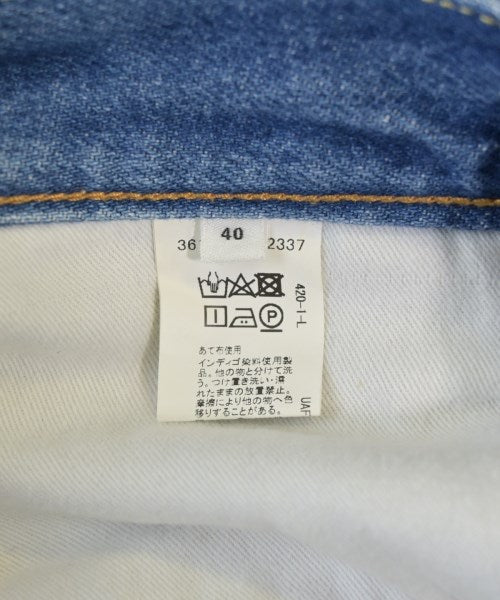 40
36 2337
P
420-I-L
あて布使用
インディゴ染料使用製
品。他の物と分けて洗
う。つけ置き洗い・濡
れたままの放置禁止。
摩擦により他の物へ色
移りすることがある。
UAF